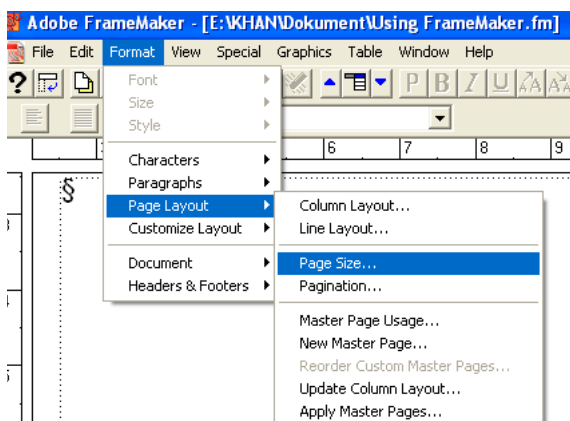 Adobe FrameMaker - [E:\KHAN\Dokument\Using FrameMaker.fm]
File Edit Format View Special Graphics Table Window Help
? P B I U AA AA
Font
Size
Style
6 7 8 9
Characters
Paragraphs
§
Page Layout
Column Layout...
Customize Layout
Line Layout...
Document
Page Size...
Headers & Footers
Pagination...
Master Page Usage...
New Master Page...
Reorder Custom Master Pages...
Update Column Layout...
Apply Master Pages...